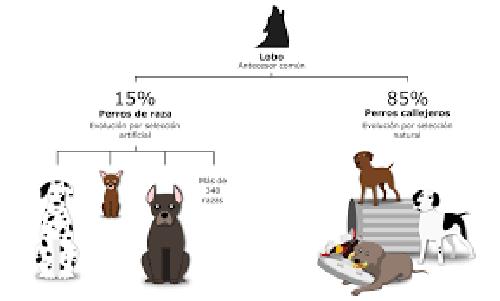 Lobo
Antecesor común
15%
Perros de raza
Evolución por selección
artificial
85%
Perros callejeros
Evolución por selección
natural
Más de
340
razas